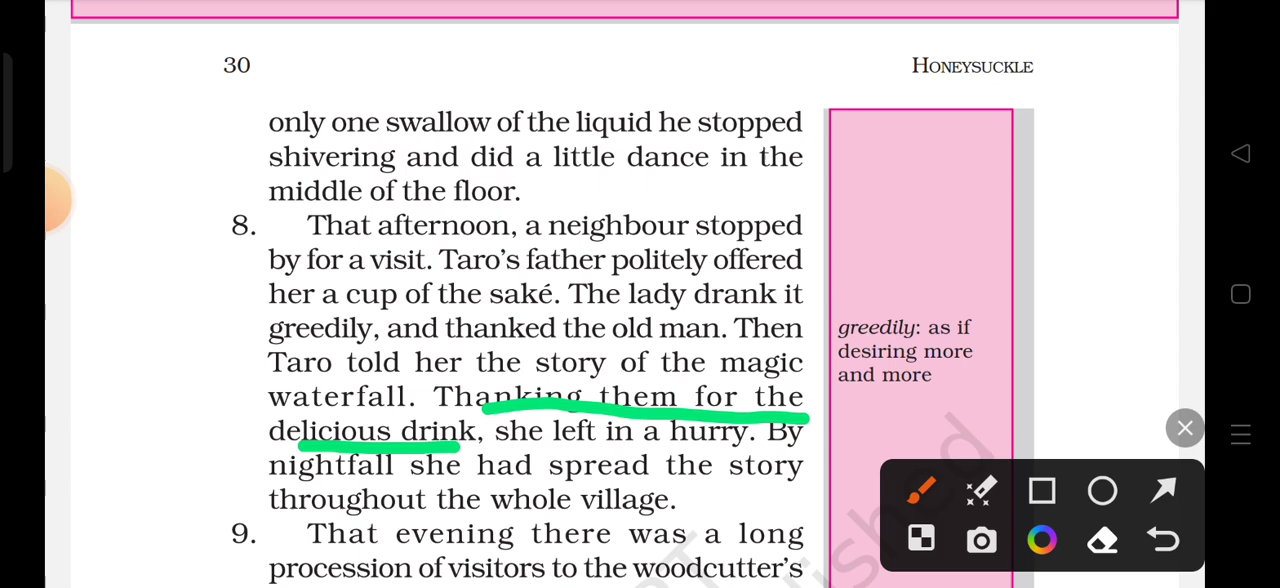 30
HONEYSUCKLE
only one swallow of the liquid he stopped
shivering and did a little dance in the
middle of the floor.
8. That afternoon, a neighbour stopped
by for a visit. Taro's father politely offered
her a cup of the saké. The lady drank it
greedily, and thanked the old man. Then
Taro told her the story of the magic
waterfall. Thanking them for the
delicious drink, she left in a hurry. By
nightfall she had spread the story
throughout the whole village.
9. That evening there was a long
procession of visitors to the woodcutter's
greedily: as if
desiring more
and more